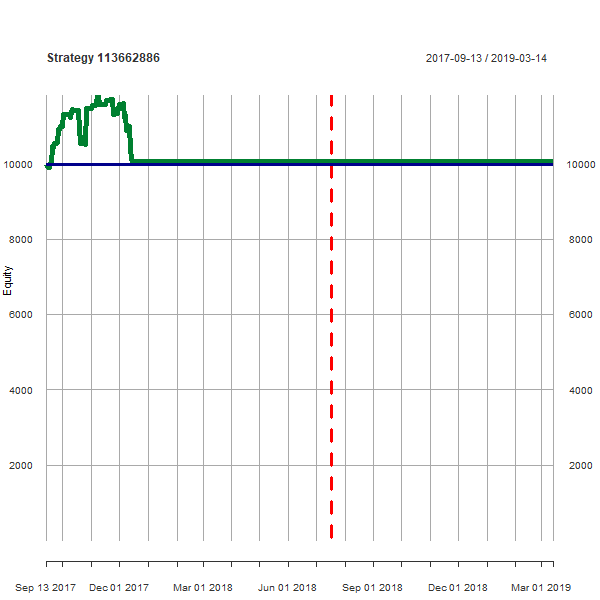 Strategy 113662886
2017-09-13 / 2019-03-14
10000
10000
8000
8000
6000
6000
4000
4000
2000
2000
Equity
Sep 13 2017
Dec 01 2017
Mar 01 2018
Jun 01 2018
Sep 01 2018
Dec 01 2018
Mar 01 2019